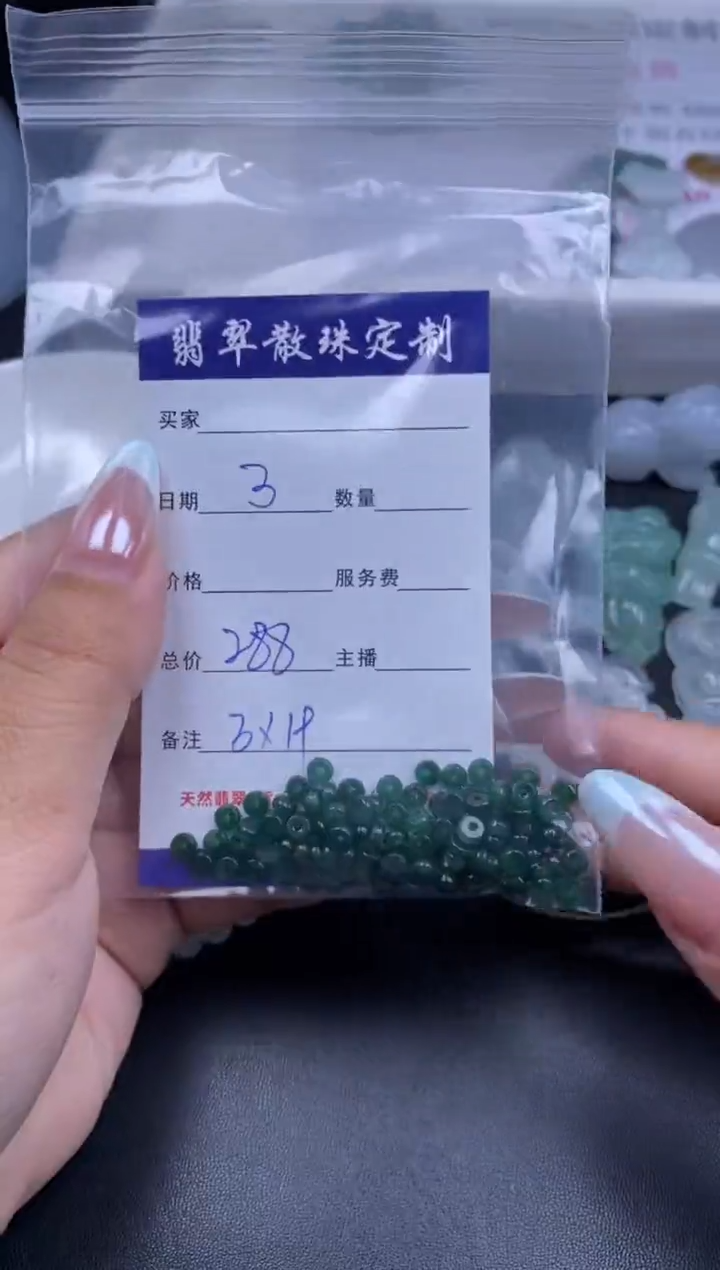 翡翠散珠定制
买家
日期 3 数量
价格 服务费
总价 288 主播
备注
天然翡翠